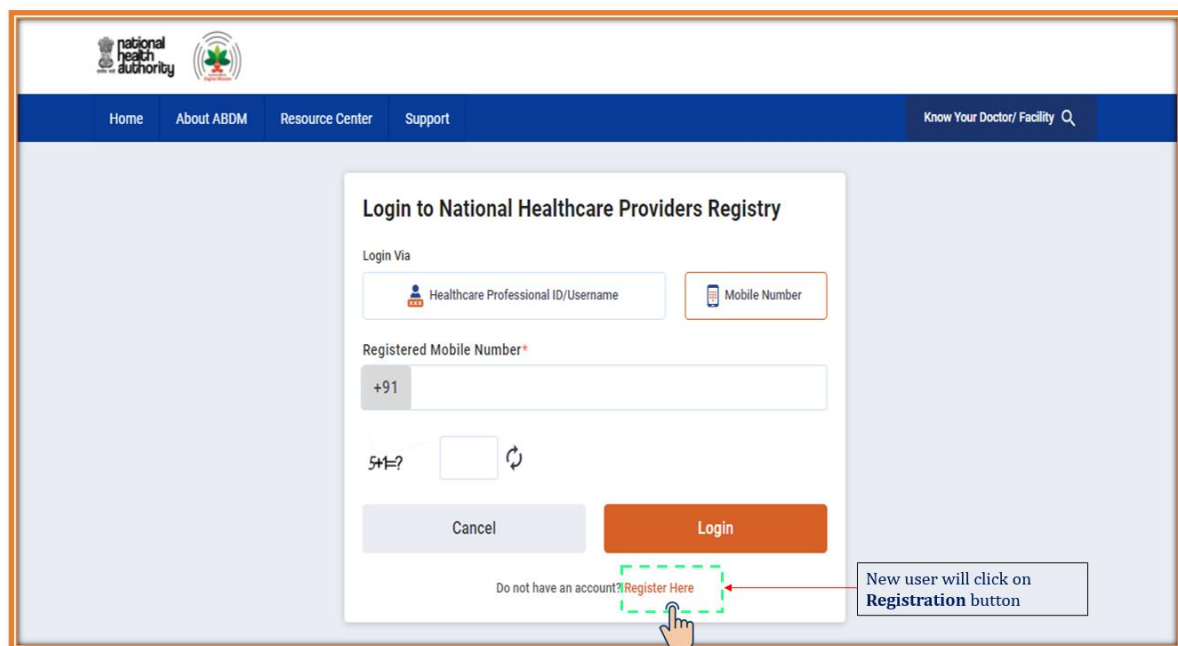 national
health
authority
Home About ABDM Resource Center Support Know Your Doctor/ Facility
Login to National Healthcare Providers Registry
Login Via
Healthcare Professional ID/Username Mobile Number
Registered Mobile Number*
+91
5+1=?
Cancel Login
Do not have an account? Register Here
New user will click on
Registration button